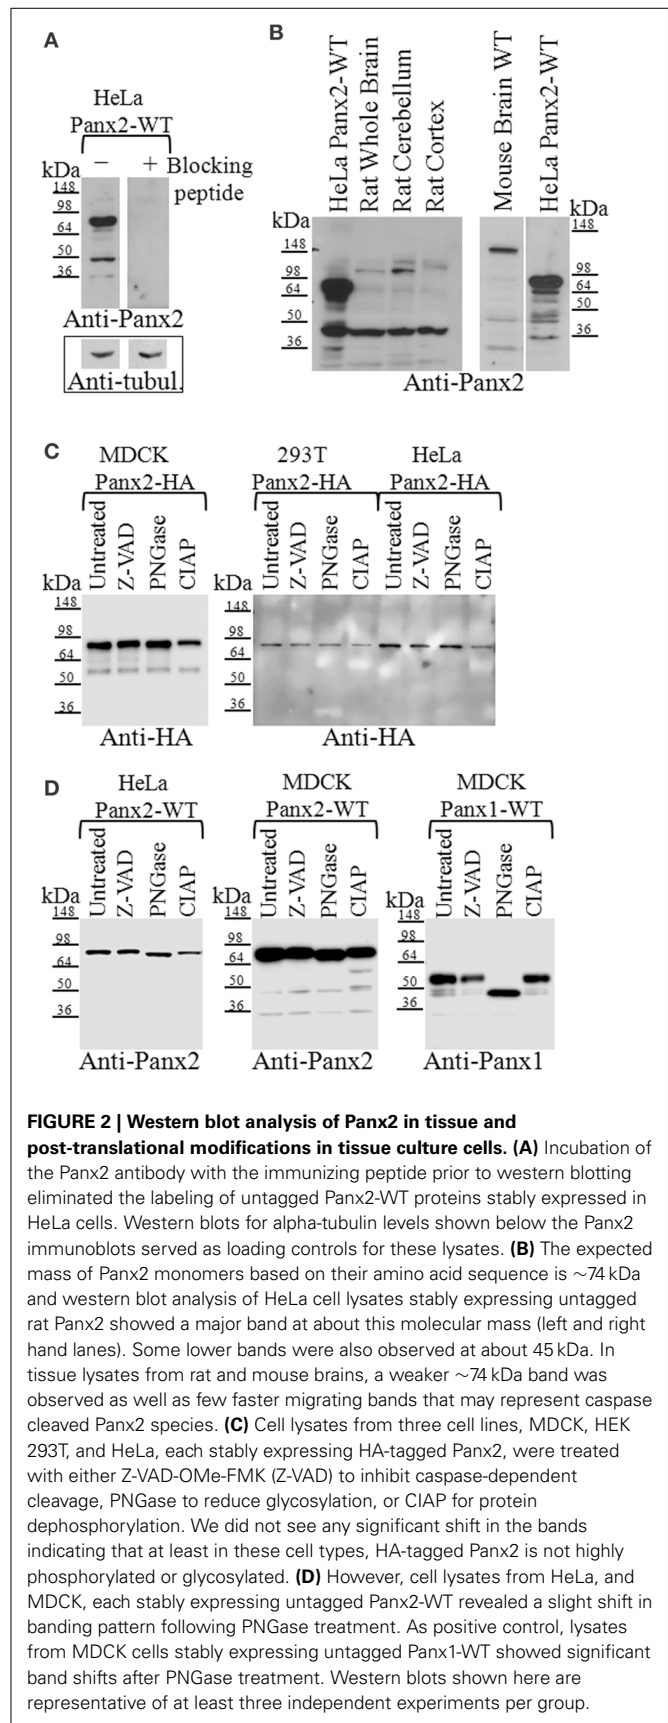 A
HeLa
Panx2-WT
− + Blocking
peptide
kDa
148
98
64
50
36
Anti-Panx2
Anti-tubul.
B
HeLa Panx2-WT
Rat Whole Brain
Rat Cerebellum
Rat Cortex
Mouse Brain WT
HeLa Panx2-WT
kDa
148
98
64
50
36
kDa
148
98
64
50
36
Anti-Panx2
C
MDCK
Panx2-HA
Untreated
Z-VAD
PNGase
CIAP
kDa
148
98
64
50
36
Anti-HA
293T
Panx2-HA
HeLa
Panx2-HA
Untreated
Z-VAD
PNGase
CIAP
Untreated
Z-VAD
PNGase
CIAP
kDa
148
98
64
50
36
Anti-HA
D
HeLa
Panx2-WT
Untreated
Z-VAD
PNGase
CIAP
kDa
148
98
64
50
36
Anti-Panx2
MDCK
Panx2-WT
Untreated
Z-VAD
PNGase
CIAP
kDa
148
98
64
50
36
Anti-Panx2
MDCK
Panx1-WT
Untreated
Z-VAD
PNGase
CIAP
kDa
148
98
64
50
36
Anti-Panx1
FIGURE 2 | Western blot analysis of Panx2 in tissue and
post-translational modifications in tissue culture cells. (A) Incubation of
the Panx2 antibody with the immunizing peptide prior to western blotting
eliminated the labeling of untagged Panx2-WT proteins stably expressed in
HeLa cells. Western blots for alpha-tubulin levels shown below the Panx2
immunoblots served as loading controls for these lysates. (B) The expected
mass of Panx2 monomers based on their amino acid sequence is ∼74 kDa
and western blot analysis of HeLa cell lysates stably expressing untagged
rat Panx2 showed a major band at about this molecular mass (left and right
hand lanes). Some lower bands were also observed at about 45 kDa. In
tissue lysates from rat and mouse brains, a weaker ∼74 kDa band was
observed as well as few faster migrating bands that may represent caspase
cleaved Panx2 species. (C) Cell lysates from three cell lines, MDCK, HEK
293T, and HeLa, each stably expressing HA-tagged Panx2, were treated
with either Z-VAD-OMe-FMK (Z-VAD) to inhibit caspase-dependent
cleavage, PNGase to reduce glycosylation, or CIAP for protein
dephosphorylation. We did not see any significant shift in the bands
indicating that at least in these cell types, HA-tagged Panx2 is not highly
phosphorylated or glycosylated. (D) However, cell lysates from HeLa, and
MDCK, each stably expressing untagged Panx2-WT revealed a slight shift in
banding pattern following PNGase treatment. As positive control, lysates
from MDCK cells stably expressing untagged Panx1-WT showed significant
band shifts after PNGase treatment. Western blots shown here are
representative of at least three independent experiments per group.